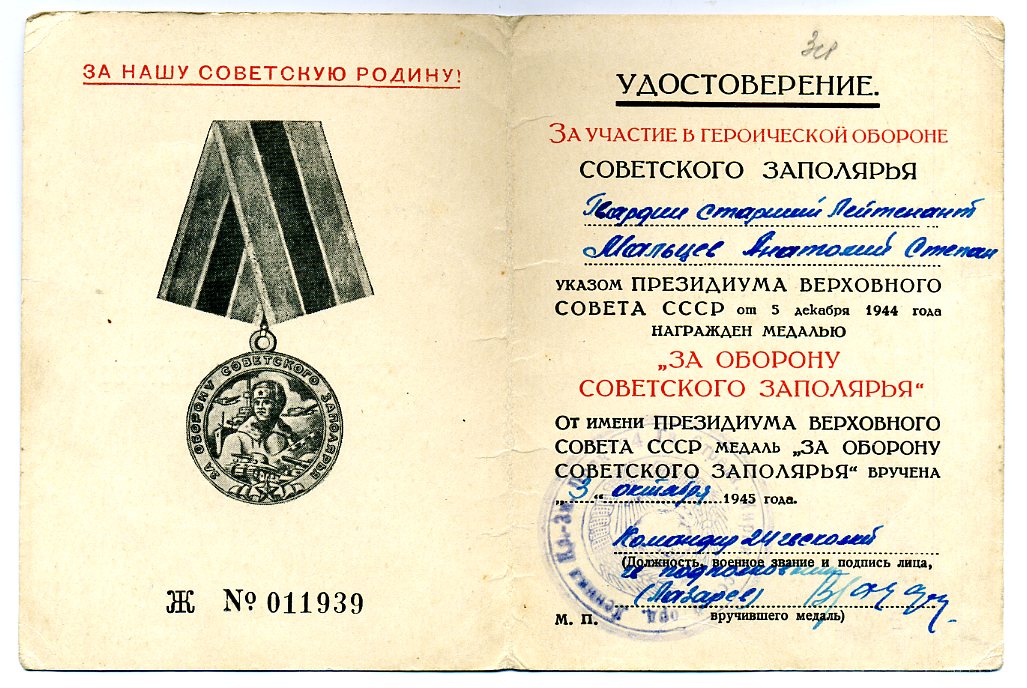 ЗА НАШУ СОВЕТСКУЮ РОДИНУ!
ЗА ОБОРОНУ СОВЕТСКОГО ЗАПОЛЯРЬЯ
Ж № 011939
УДОСТОВЕРЕНИЕ.
ЗА УЧАСТИЕ В ГЕРОИЧЕСКОЙ ОБОРОНЕ
СОВЕТСКОГО ЗАПОЛЯРЬЯ
Гвардии старший Лейтенант
Мальцев Анатолий Степан
УКАЗОМ ПРЕЗИДИУМА ВЕРХОВНОГО
СОВЕТА СССР от 5 декабря 1944 года
НАГРАЖДЕН МЕДАЛЬЮ
„ЗА ОБОРОНУ
СОВЕТСКОГО ЗАПОЛЯРЬЯ“
ОТ ИМЕНИ ПРЕЗИДИУМА ВЕРХОВНОГО
СОВЕТА СССР МЕДАЛЬ „ЗА ОБОРОНУ
СОВЕТСКОГО ЗАПОЛЯРЬЯ“ ВРУЧЕНА
„3“ октября 1945 года.
Командир 24
(Должность, военное звание и подпись лица,
(Лазарев)
М. П. вручившего медаль)